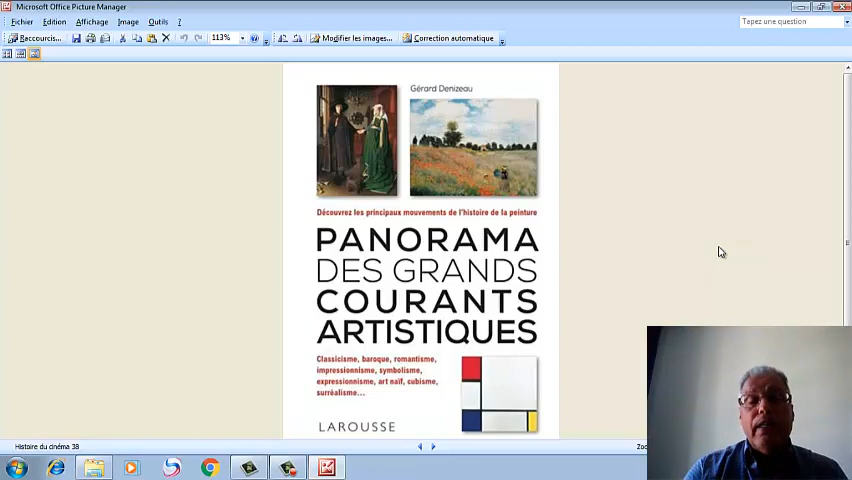 Microsoft Office Picture Manager
Fichier Edition Affichage Image Outils ?
Tapez une question
Raccourcis...
113%
Modifier les images...
Correction automatique
Gérard Denizeau
Découvrez les principaux mouvements de l'histoire de la peinture
PANORAMA
DES GRANDS
COURANTS
ARTISTIQUES
Classicisme, baroque, romantisme,
impressionnisme, symbolisme,
expressionnisme, art naïf, cubisme,
surréalisme...
LAROUSSE
Histoire du cinéma 38